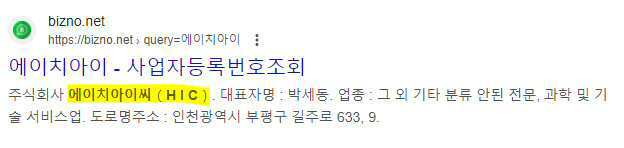 bizno.net
https://bizno.net › query=에이치아이
에이치아이 - 사업자등록번호조회
주식회사 에이치아이씨 ( H I C ) . 대표자명 : 박세동. 업종 : 그 외 기타 분류 안된 전문, 과학 및 기
술 서비스업. 도로명주소 : 인천광역시 부평구 길주로 633, 9.